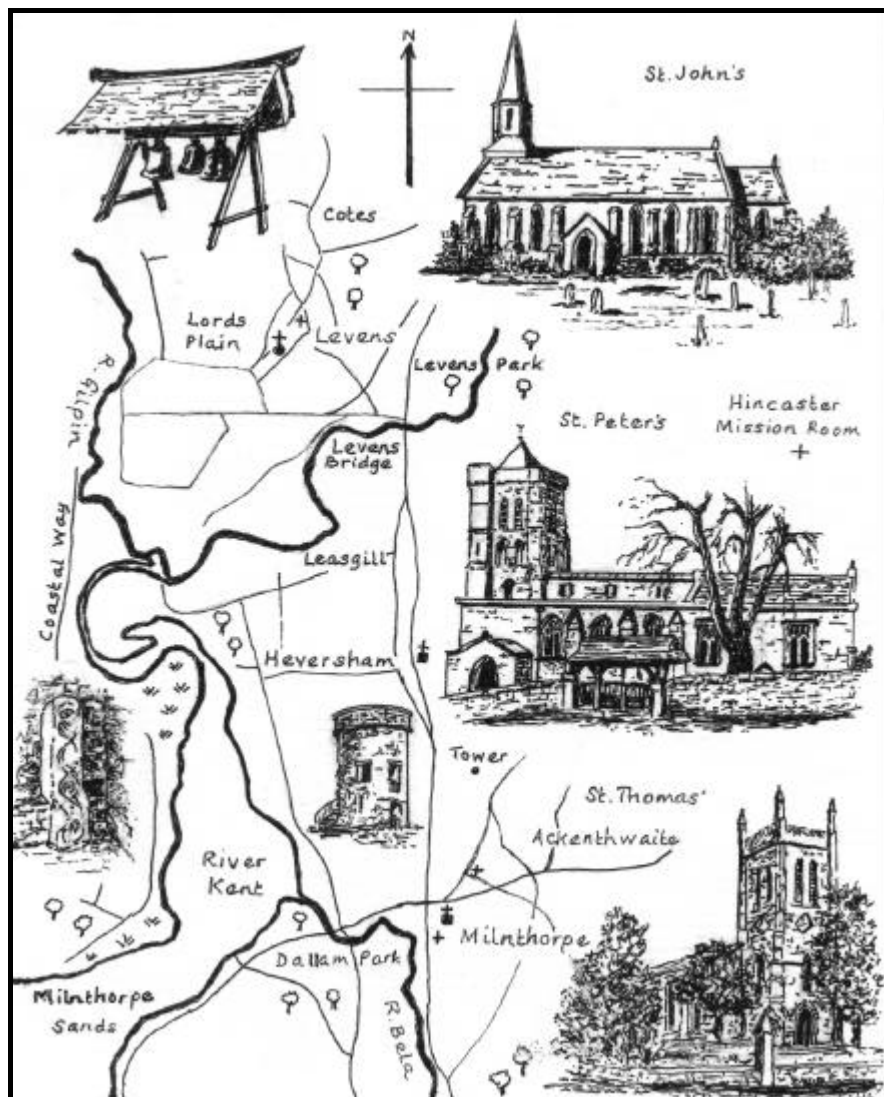 N
St. John's
Cotes
Lords
Plain
Levens
Levens Park
R. Gilpin
Hincaster
Mission Room
St. Peter's
Levens
Bridge
Coastal Way
Leasgill
Heversham
Tower
St. Thomas'
Ackenthwaite
River
Kent
Milnthorpe
Dallam Park
Milnthorpe
Sands
R. Bela